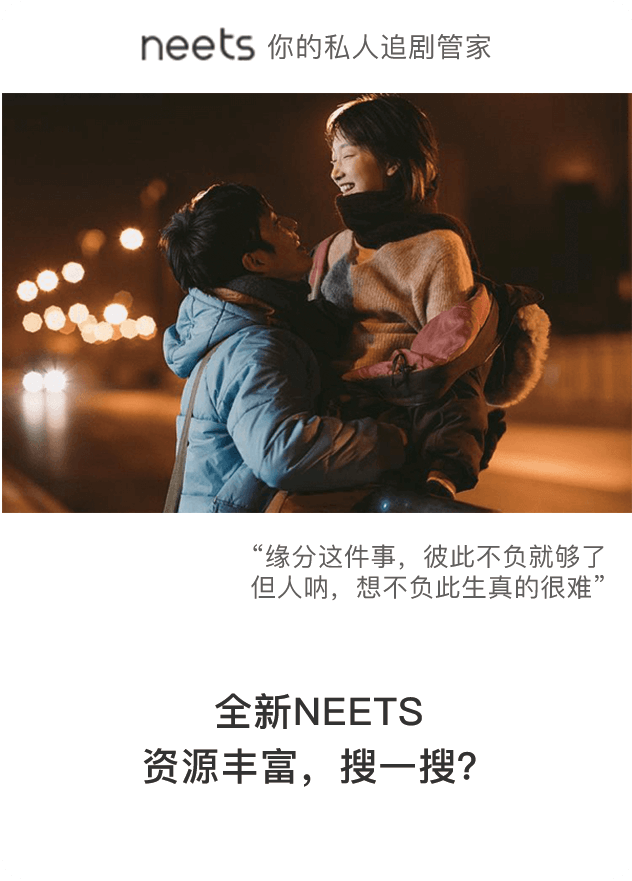 neets 你的私人追剧管家
“缘分这件事，彼此不负就够了
但人呐，想不负此生真的很难”
全新NEETS
资源丰富，搜一搜？